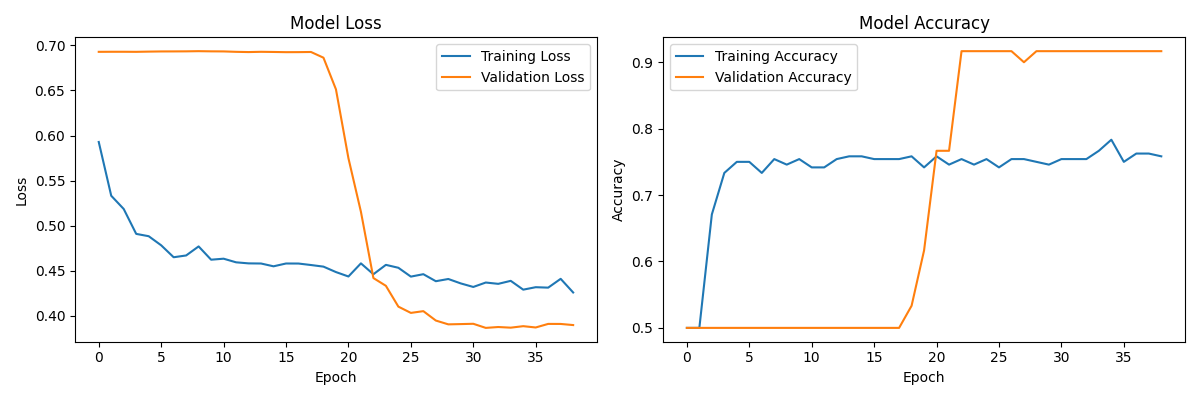 Model Loss
Loss
0.70
0.65
0.60
0.55
0.50
0.45
0.40
Training Loss
Validation Loss
0 5 10 15 20 25 30 35
Epoch
Model Accuracy
Accuracy
0.9
0.8
0.7
0.6
0.5
Training Accuracy
Validation Accuracy
0 5 10 15 20 25 30 35
Epoch